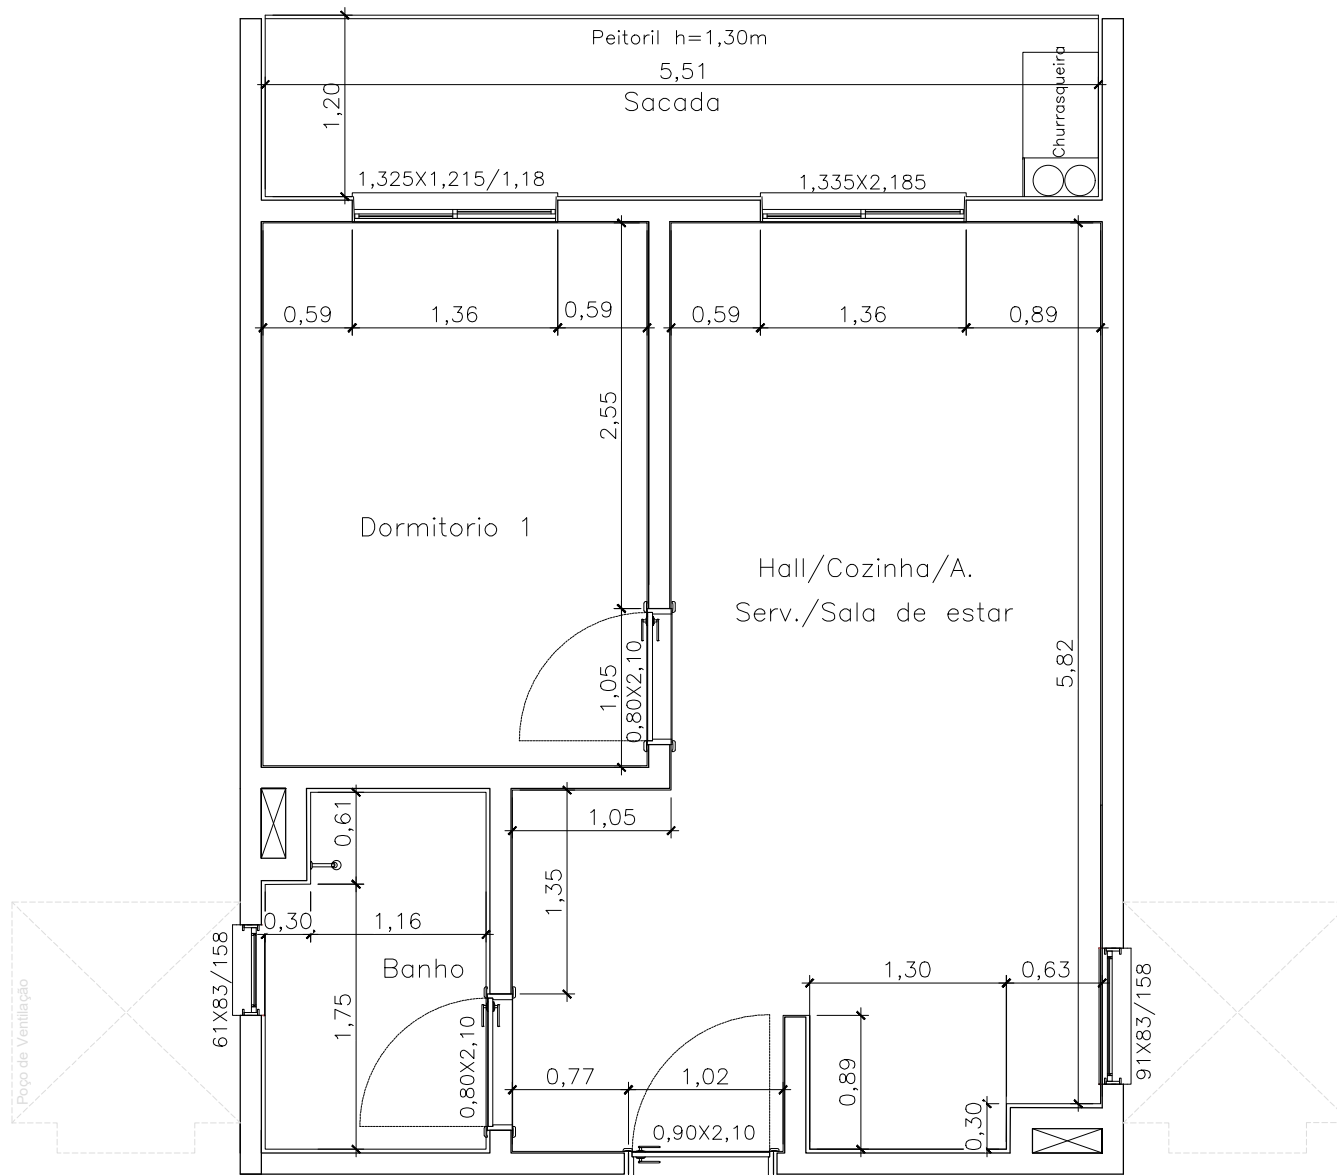 Peitoril h=1,30m
5,51
Sacada
1,20
Churrasqueira
1,325X1,215/1,18
1,335X2,185
0,59
1,36
0,59
0,59
1,36
0,89
2,55
Dormitorio 1
Hall/Cozinha/A.
Serv./Sala de estar
5,82
1,05
0,80X2,10
0,61
1,05
1,35
0,30
1,16
Banho
61X83/158
1,75
0,80X2,10
1,30
0,63
91X83/158
Poço de Ventilação
0,77
1,02
0,89
0,30
0,90X2,10